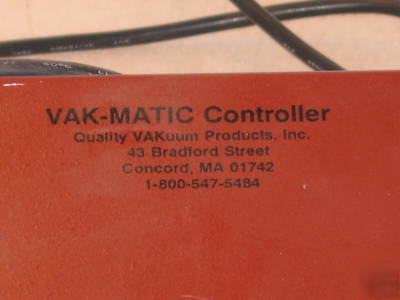 VAK-MATIC Controller
Quality VAKuum Products, Inc.
43 Bradford Street
Concord, MA 01742
1-800-547-5484